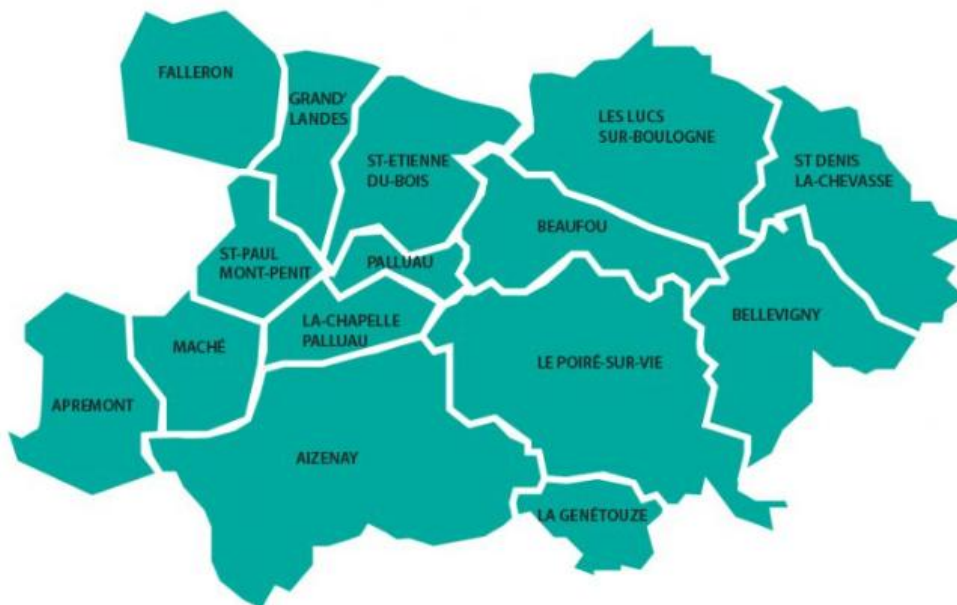 FALLERON
GRAND'
LANDES
LES LUCS
SUR-BOULOGNE
ST-ETIENNE
DU-BOIS
ST DENIS
LA-CHEVASSE
BEAUFOU
ST-PAUL
MONT-PENIT
PALLUAU
BELLEVIGNY
LA-CHAPELLE
PALLUAU
MACHÉ
LE POIRÉ-SUR-VIE
APREMONT
AIZENAY
LA GENÉTOUZE